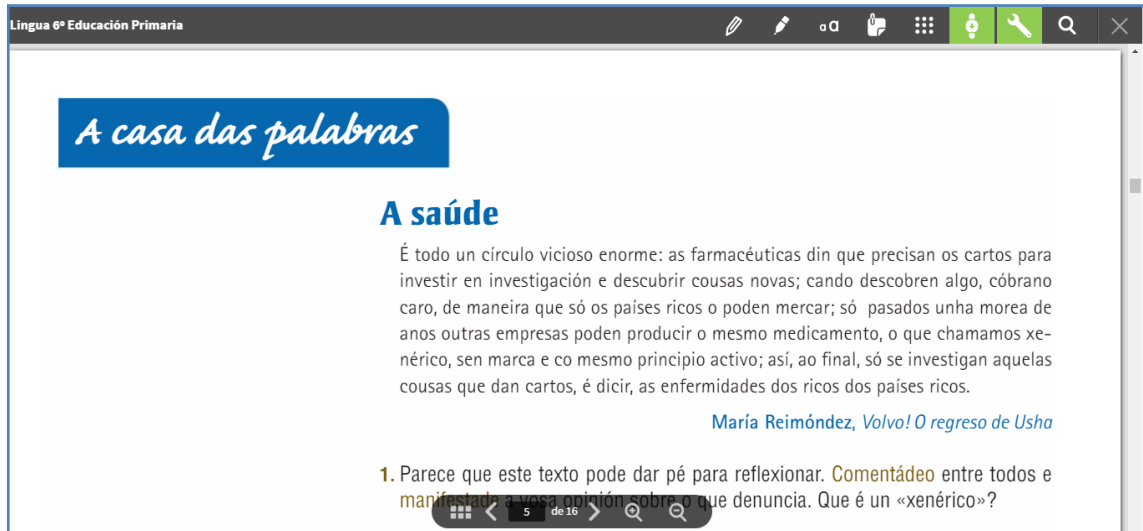 Lingua 6º Educación Primaria
aa
A casa das palabras
A saúde
É todo un círculo vicioso enorme: as farmacéuticas din que precisan os cartos para
investir en investigación e descubrir cousas novas; cando descobren algo, cóbrano
caro, de maneira que só os países ricos o poden mercar; só pasados unha morea de
anos outras empresas poden producir o mesmo medicamento, o que chamamos xe-
nérico, sen marca e co mesmo principio activo; así, ao final, só se investigan aquelas
cousas que dan cartos, é dicir, as enfermidades dos ricos dos países ricos.
María Reimóndez, Volvo! O regreso de Usha
1. Parece que este texto pode dar pé para reflexionar. Comentádeo entre todos e
manifestade a vosa opinión sobre o que denuncia. Que é un «xenérico»?
5 de 16